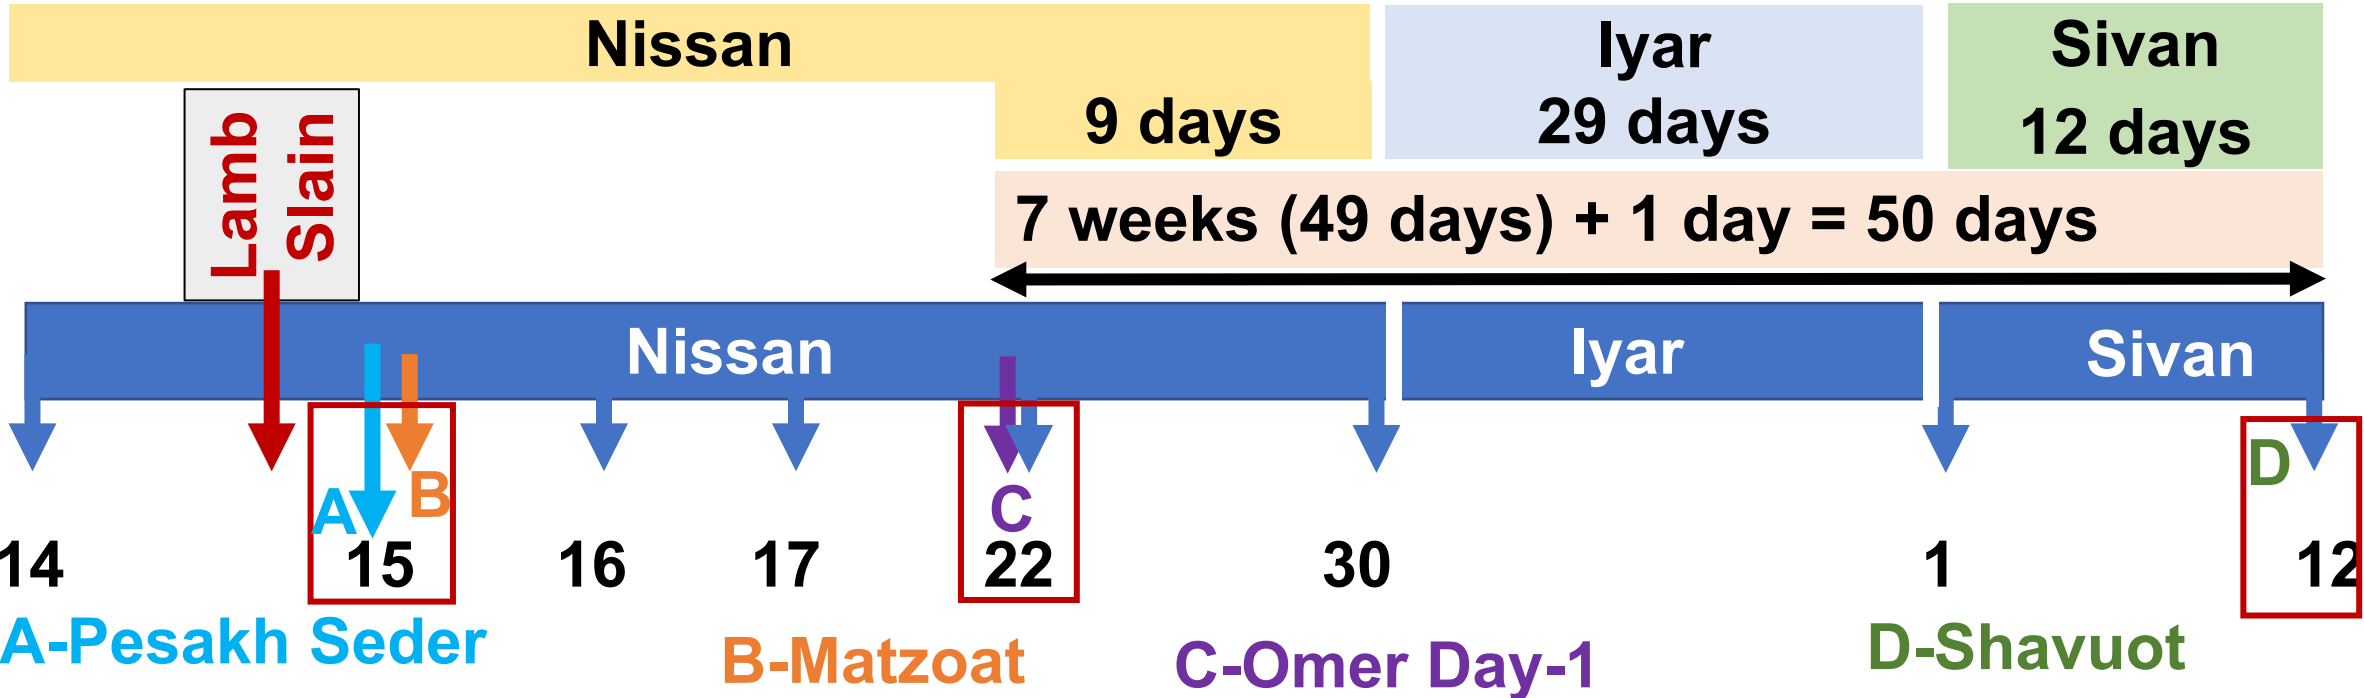 Nissan
Iyar
Sivan
9 days
29 days
12 days
Lamb
Slain
7 weeks (49 days) + 1 day = 50 days
Nissan
Iyar
Sivan
A
B
C
D
14
15
16
17
22
30
1
12
A-Pesakh Seder
B-Matzoat
C-Omer Day-1
D-Shavuot